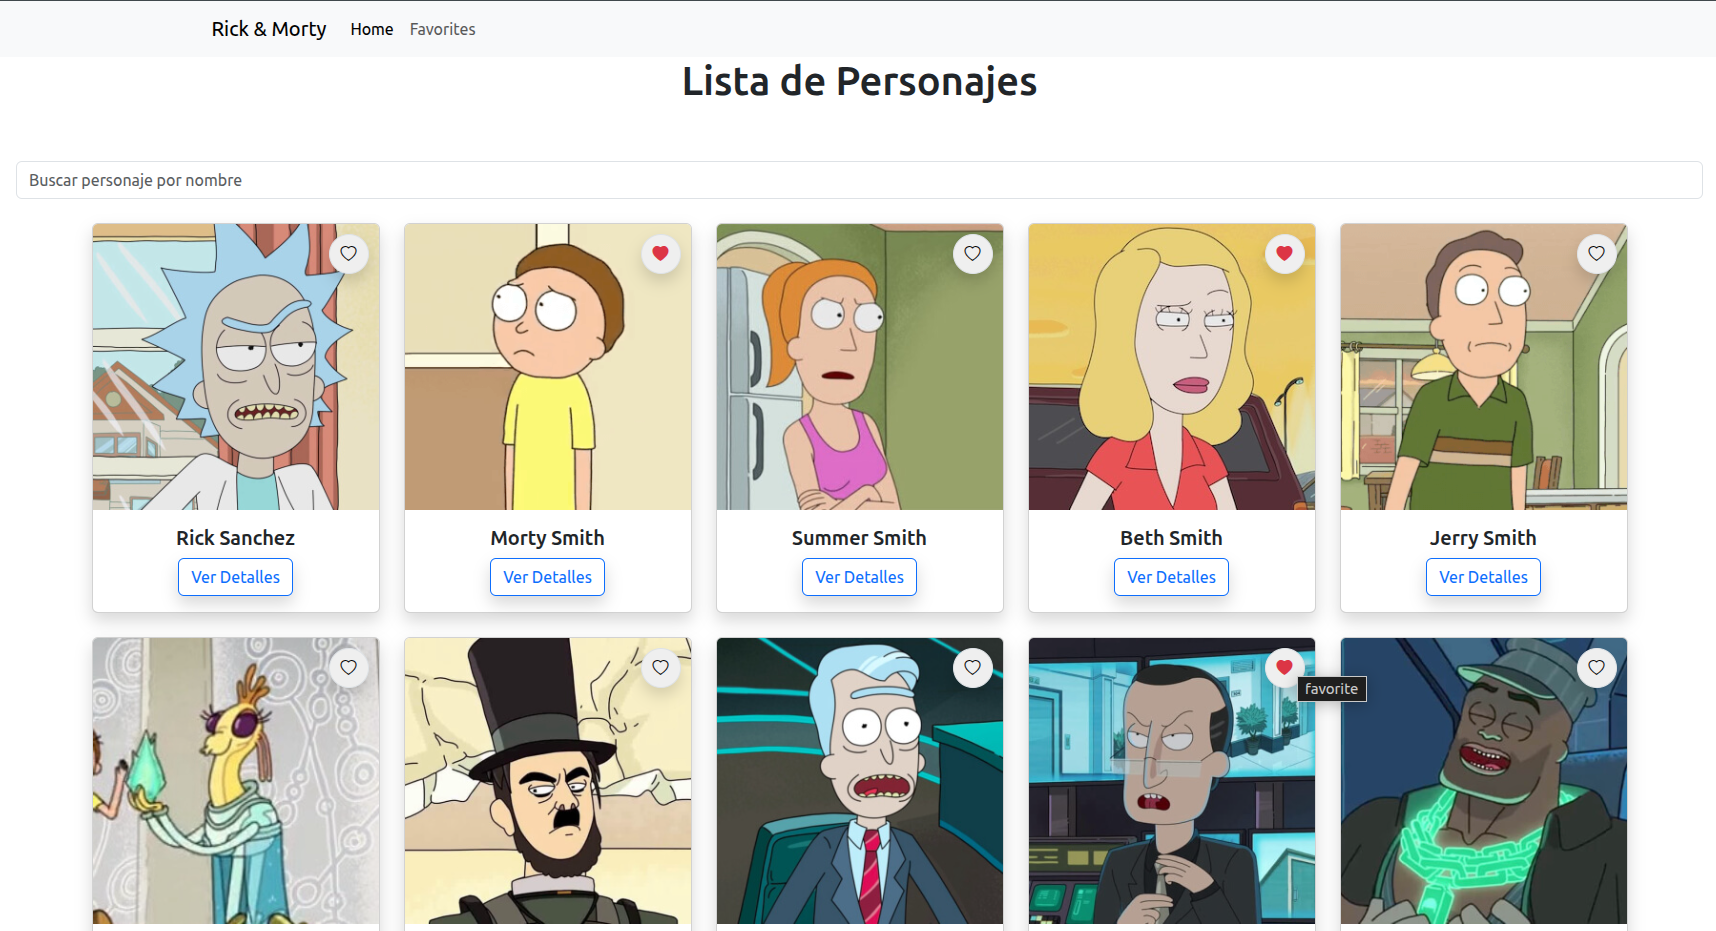 Rick & Morty Home Favorites
Lista de Personajes
Buscar personaje por nombre
Rick Sanchez
Ver Detalles
Morty Smith
Ver Detalles
Summer Smith
Ver Detalles
Beth Smith
Ver Detalles
Jerry Smith
Ver Detalles
favorite